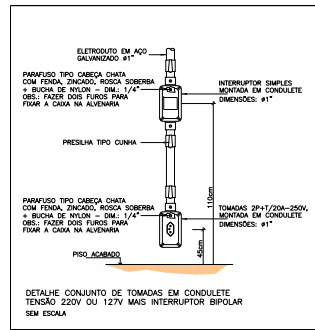 ELETRODUTO EM AÇO
GALVANIZADO ø1"
PARAFUSO TIPO CABEÇA CHATA
COM FENDA, ZINCADO, ROSCA SOBERBA
+ BUCHA DE NYLON - DIM.: 1/4"
OBS.: FAZER DOIS FUROS PARA
FIXAR A CAIXA NA ALVENARIA
INTERRUPTOR SIMPLES
MONTADA EM CONDULETE
DIMENSÕES: ø1"
PRESILHA TIPO CUNHA
110cm
PARAFUSO TIPO CABEÇA CHATA
COM FENDA, ZINCADO, ROSCA SOBERBA
+ BUCHA DE NYLON - DIM.: 1/4"
OBS.: FAZER DOIS FUROS PARA
FIXAR A CAIXA NA ALVENARIA
TOMADAS 2P+T/20A-250V,
MONTADA EM CONDULETE
DIMENSÕES: ø1"
45cm
PISO ACABADO
DETALHE CONJUNTO DE TOMADAS EM CONDULETE
TENSÃO 220V OU 127V MAIS INTERRUPTOR BIPOLAR
SEM ESCALA